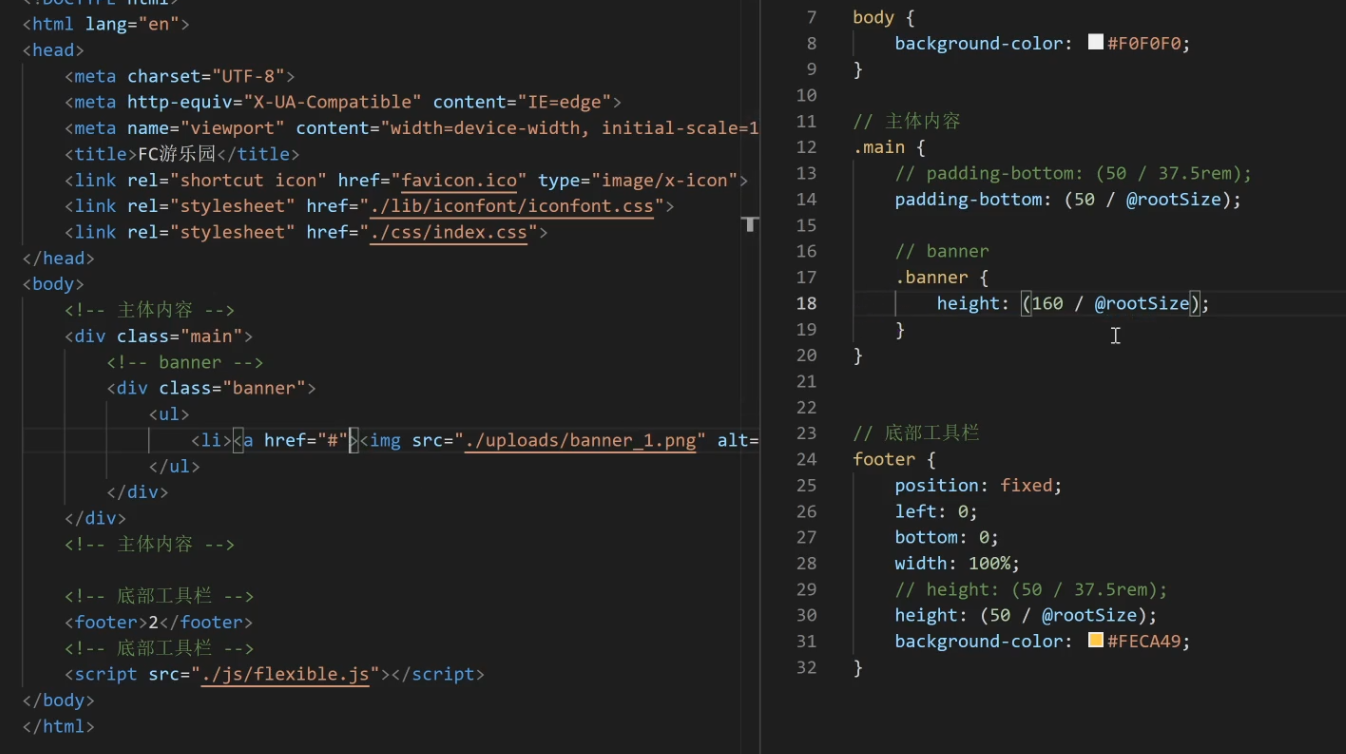 <!DOCTYPE html>
<html lang="en">
<head>
<meta charset="UTF-8">
<meta http-equiv="X-UA-Compatible" content="IE=edge">
<meta name="viewport" content="width=device-width, initial-scale=1
<title>FC游乐园</title>
<link rel="shortcut icon" href="favicon.ico" type="image/x-icon">
<link rel="stylesheet" href="./lib/iconfont/iconfont.css">
<link rel="stylesheet" href="./css/index.css">
</head>
<body>
<!-- 主体内容 -->
<div class="main">
<!-- banner -->
<div class="banner">
<ul>
<li><a href="#"><img src="./uploads/banner_1.png" alt=
</ul>
</div>
</div>
<!-- 主体内容 -->
<!-- 底部工具栏 -->
<footer>2</footer>
<!-- 底部工具栏 -->
<script src="./js/flexible.js"></script>
</body>
</html>
7 body {
8 background-color: #F0F0F0;
9 }
10
11 // 主体内容
12 .main {
13 // padding-bottom: (50 / 37.5rem);
14 padding-bottom: (50 / @rootSize);
15
16 // banner
17 .banner {
18 height: (160 / @rootSize);
19 }
20 }
21
22
23 // 底部工具栏
24 footer {
25 position: fixed;
26 left: 0;
27 bottom: 0;
28 width: 100%;
29 // height: (50 / 37.5rem);
30 height: (50 / @rootSize);
31 background-color: #FECA49;
32 }